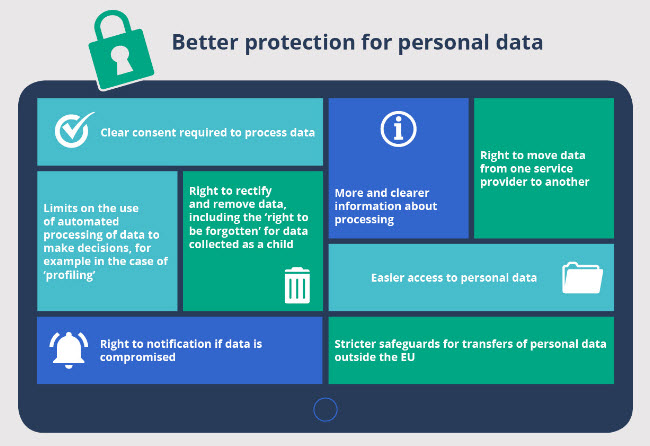 Better protection for personal data
Clear consent required to process data
Limits on the use
of automated
processing of data to
make decisions, for
example in the case of
‘profiling’
Right to rectify
and remove data,
including the ‘right to
be forgotten’ for data
collected as a child
More and clearer
information about
processing
Right to move data
from one service
provider to another
Easier access to personal data
Right to notification if data is
compromised
Stricter safeguards for transfers of personal data
outside the EU